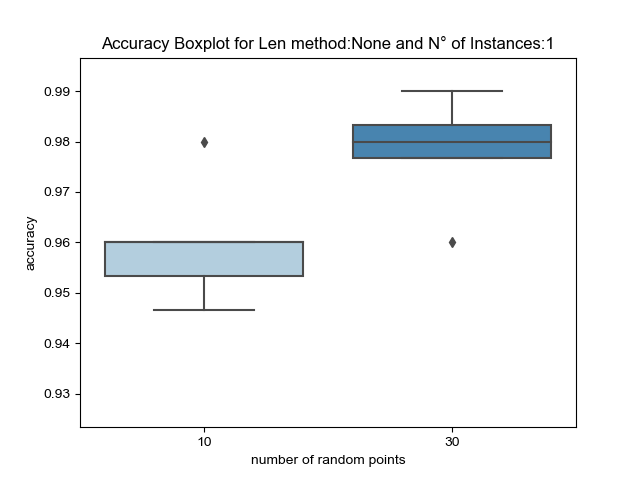 Accuracy Boxplot for Len method:None and N° of Instances:1
0.99
0.98
0.97
0.96
0.95
0.94
0.93
accuracy
10 30
number of random points